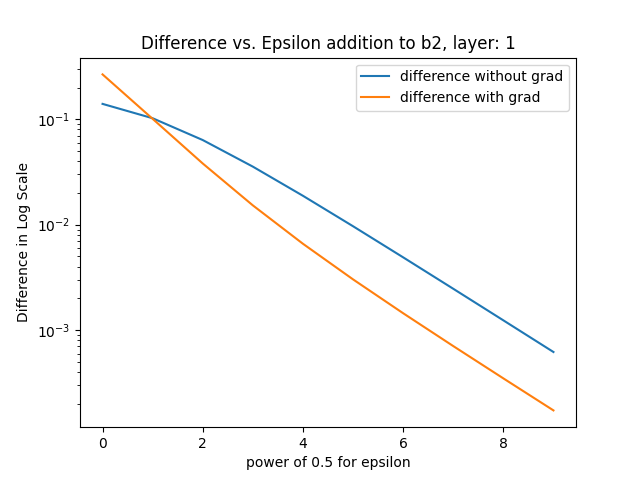 Difference vs. Epsilon addition to b2, layer: 1
difference without grad
difference with grad
Difference in Log Scale
10⁻¹
10⁻²
10⁻³
0 2 4 6 8
power of 0.5 for epsilon